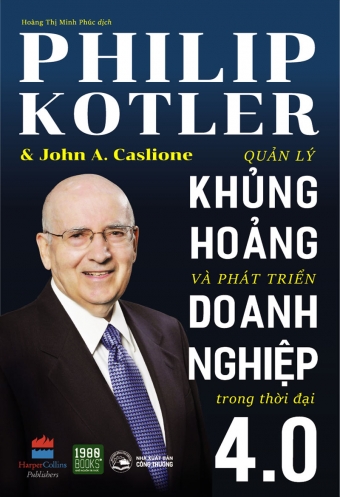 Hoàng Thị Minh Phúc dịch
PHILIP
KOTLER
& John A. Caslione
QUẢN LÝ
KHỦNG
HOẢNG
VÀ PHÁT TRIỂN
DOANH
NGHIỆP
trong thời đại
4.0
HarperCollins
Publishers
1980
BOOKS
NHÀ XUẤT BẢN
CÔNG THƯƠNG